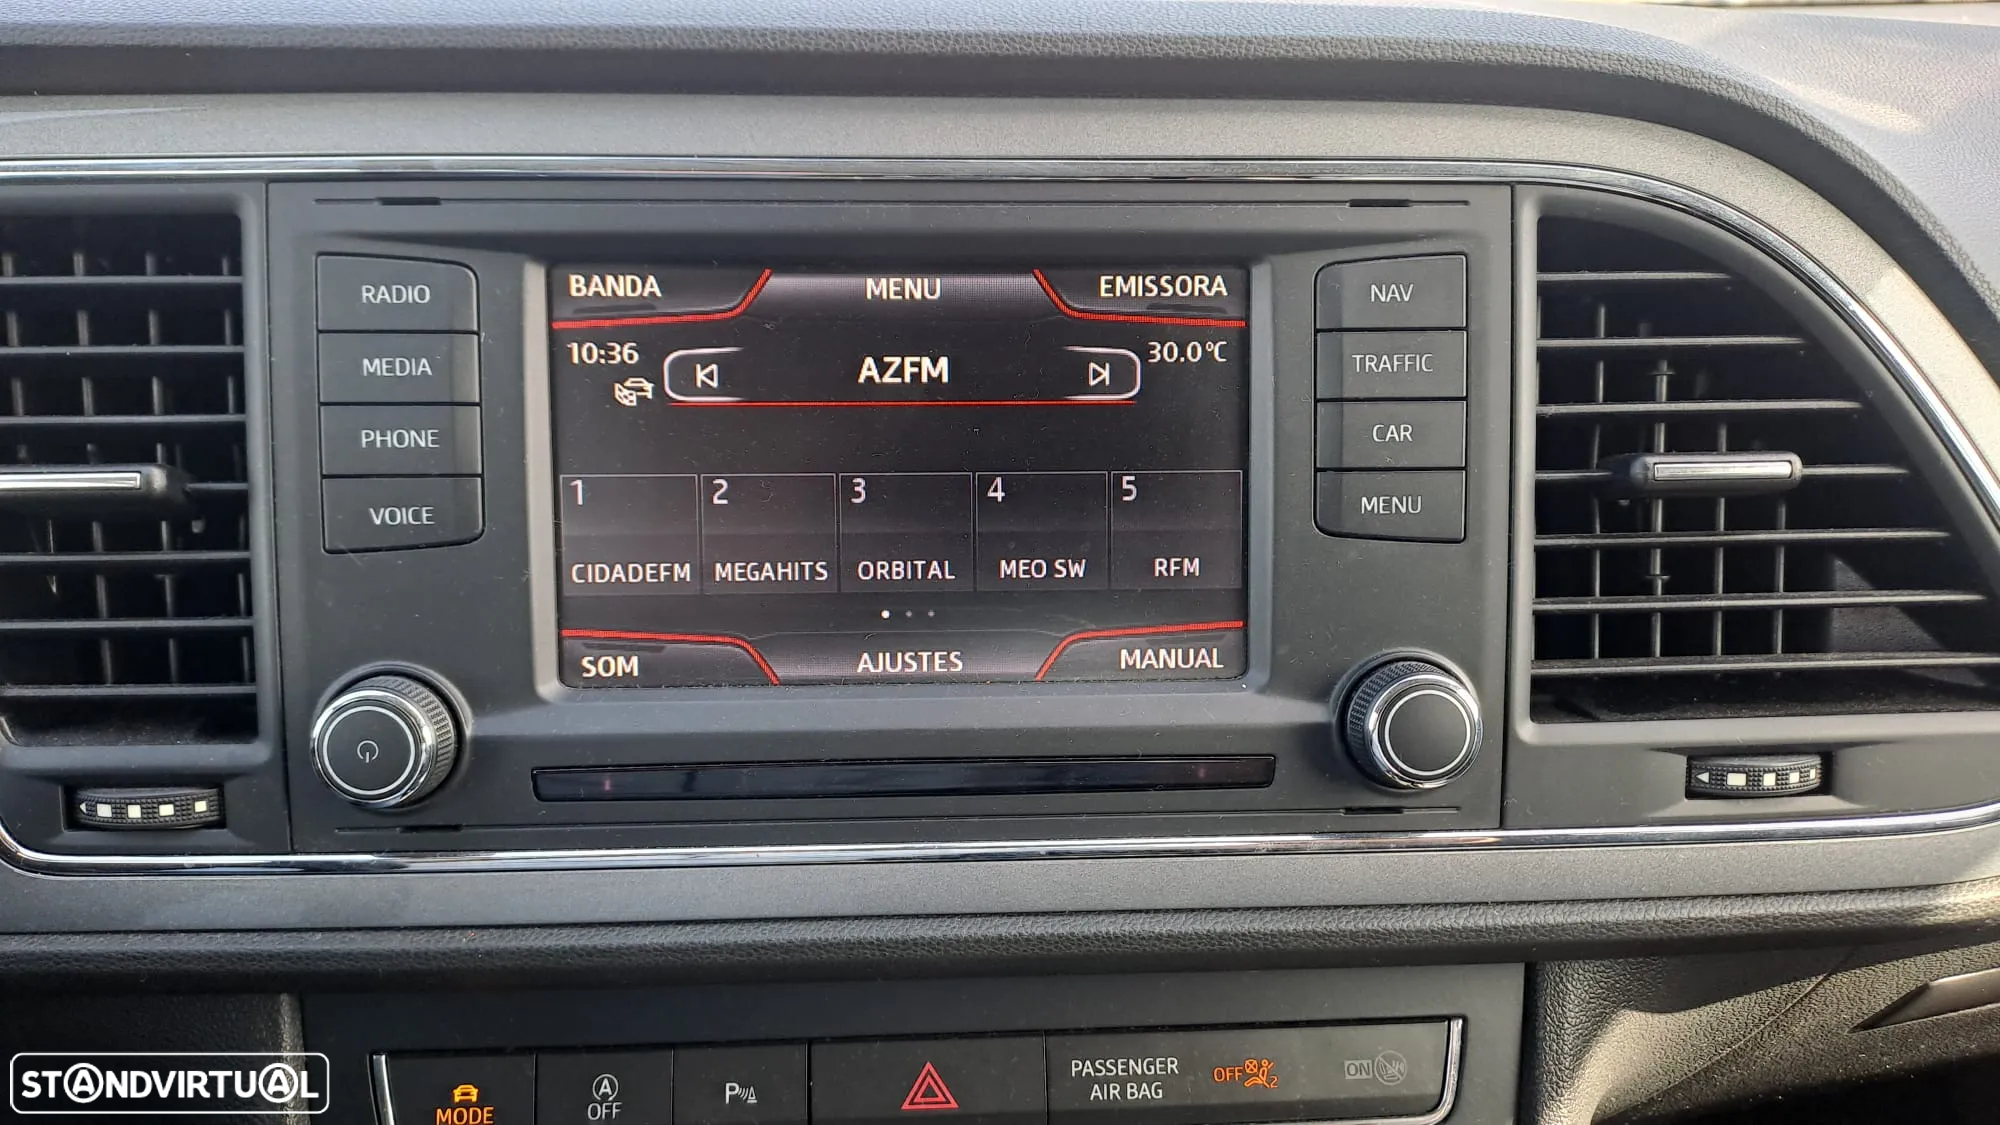 RADIO
MEDIA
PHONE
VOICE
BANDA MENU EMISSORA
10:36 AZFM 30.0°C
1 2 3 4 5
CIDADEFM MEGAHITS ORBITAL MEO SW RFM
SOM AJUSTES MANUAL
NAV
TRAFFIC
CAR
MENU
MODE
A
OFF
P
PASSENGER
AIR BAG
OFF
2
ON
STANDVIRTUAL